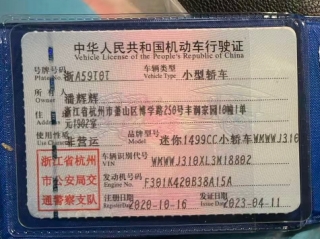 中华人民共和国机动车行驶证
Vehicle License of the People's Republic of China
号牌号码 浙A59T0T 车辆类型 小型轿车
Plate No. Vehicle Type
所有人 辉辉
Owner
住 浙江省杭州市萧山区博学路250号丰润家园10幢1单
元1502室
使用性质 非营运 品牌型号 迷你1499CC小轿车WMWWJ310
浙江省杭州
市公安局交
通警察支队
车辆识别代号 WMWWJ310XL3M18802
VIN
发动机号码 F301K420B38A15A
Engine No.
注册日期 2020-10-16 发证日期 2023-04-11
Register Date Issue Date